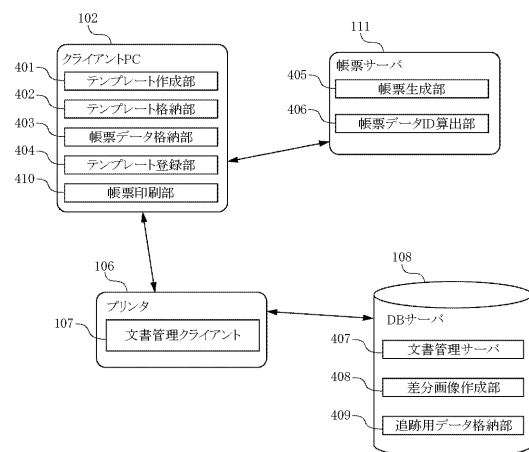 102
クライアントPC
401
テンプレート作成部
402
テンプレート格納部
403
帳票データ格納部
404
テンプレート登録部
410
帳票印刷部
111
帳票サーバ
405
帳票生成部
406
帳票データID算出部
106
プリンタ
107
文書管理クライアント
108
DBサーバ
407
文書管理サーバ
408
差分画像作成部
409
追跡用データ格納部